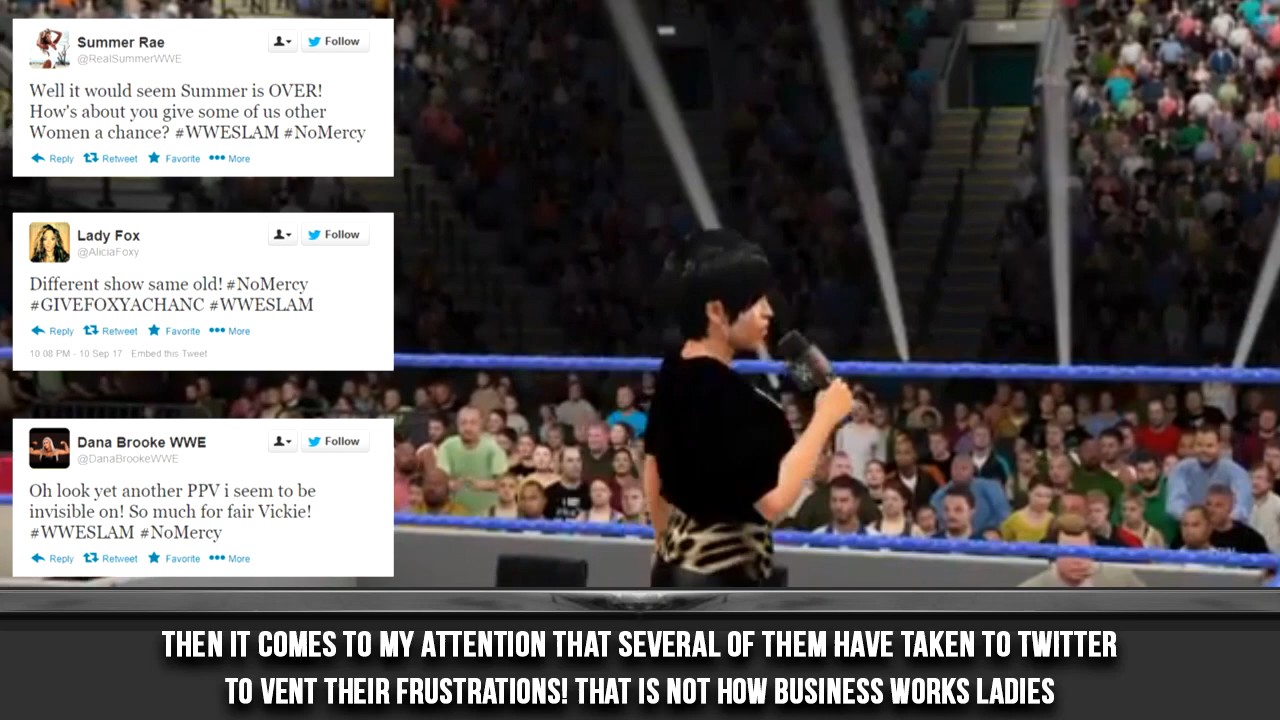 Summer Rae
@RealSummerWWE
Follow
Well it would seem Summer is OVER!
How's about you give some of us other
Women a chance? #WWESLAM #NoMercy
Reply Retweet Favorite More
Lady Fox
@AliciaFoxy
Follow
Different show same old! #NoMercy
#GIVEFOXYACHANC #WWESLAM
Reply Retweet Favorite More
10:08 PM - 10 Sep 17 Embed this Tweet
Dana Brooke WWE
@DanaBrookeWWE
Follow
Oh look yet another PPV i seem to be
invisible on! So much for fair Vickie!
#WWESLAM #NoMercy
Reply Retweet Favorite More
THEN IT COMES TO MY ATTENTION THAT SEVERAL OF THEM HAVE TAKEN TO TWITTER
TO VENT THEIR FRUSTRATIONS! THAT IS NOT HOW BUSINESS WORKS LADIES